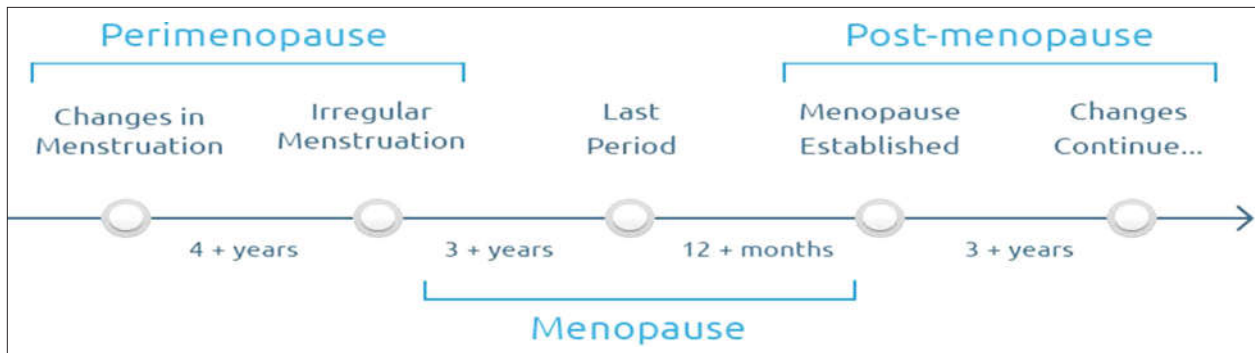 Perimenopause
Post-menopause
Changes in
Menstruation
Irregular
Menstruation
Last
Period
Menopause
Established
Changes
Continue...
4 + years
3 + years
12 + months
3 + years
Menopause